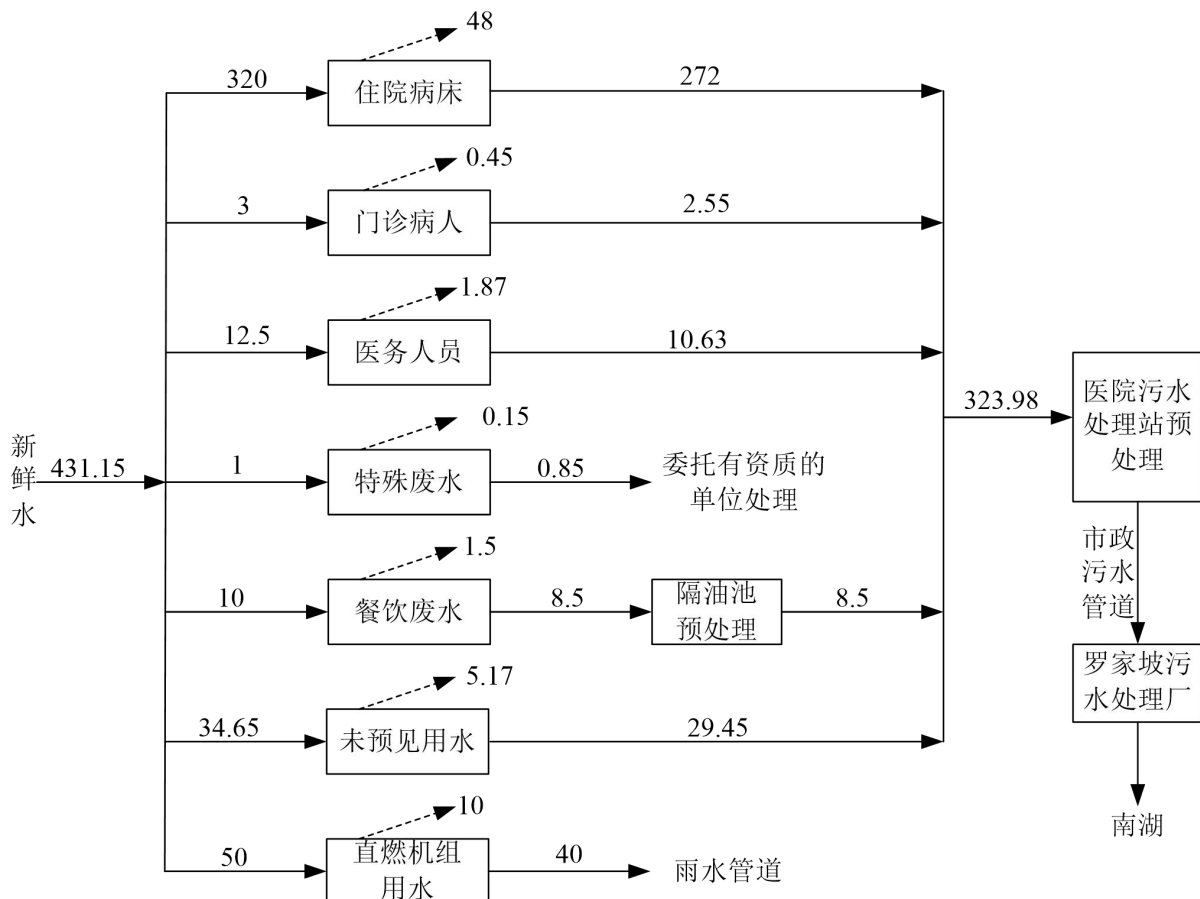 48
320
住院病床
272
0.45
3
门诊病人
2.55
1.87
12.5
医务人员
10.63
新
鲜
水
431.15
0.15
1
特殊废水
0.85
委托有资质的
单位处理
1.5
10
餐饮废水
8.5
隔油池
预处理
8.5
5.17
34.65
未预见用水
29.45
10
50
直燃机组
用水
40
雨水管道
323.98
医院污水
处理站预
处理
市政
污水
管道
罗家坡污
水处理厂
南湖